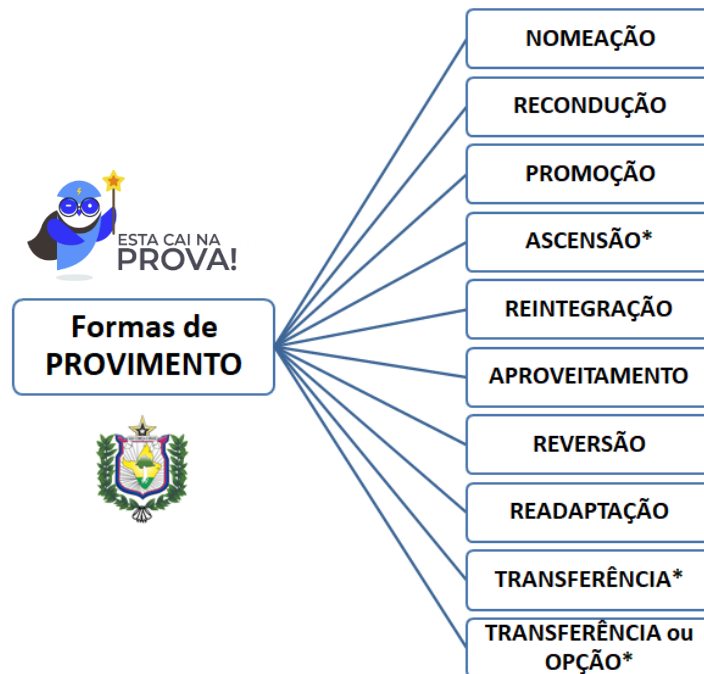 NOMEAÇÃO
RECONDUÇÃO
PROMOÇÃO
ASCENSÃO*
ESTA CAI NA
PROVA!
REINTEGRAÇÃO
Formas de
PROVIMENTO
APROVEITAMENTO
REVERSÃO
READAPTAÇÃO
TRANSFERÊNCIA*
TRANSFERÊNCIA ou
OPÇÃO*